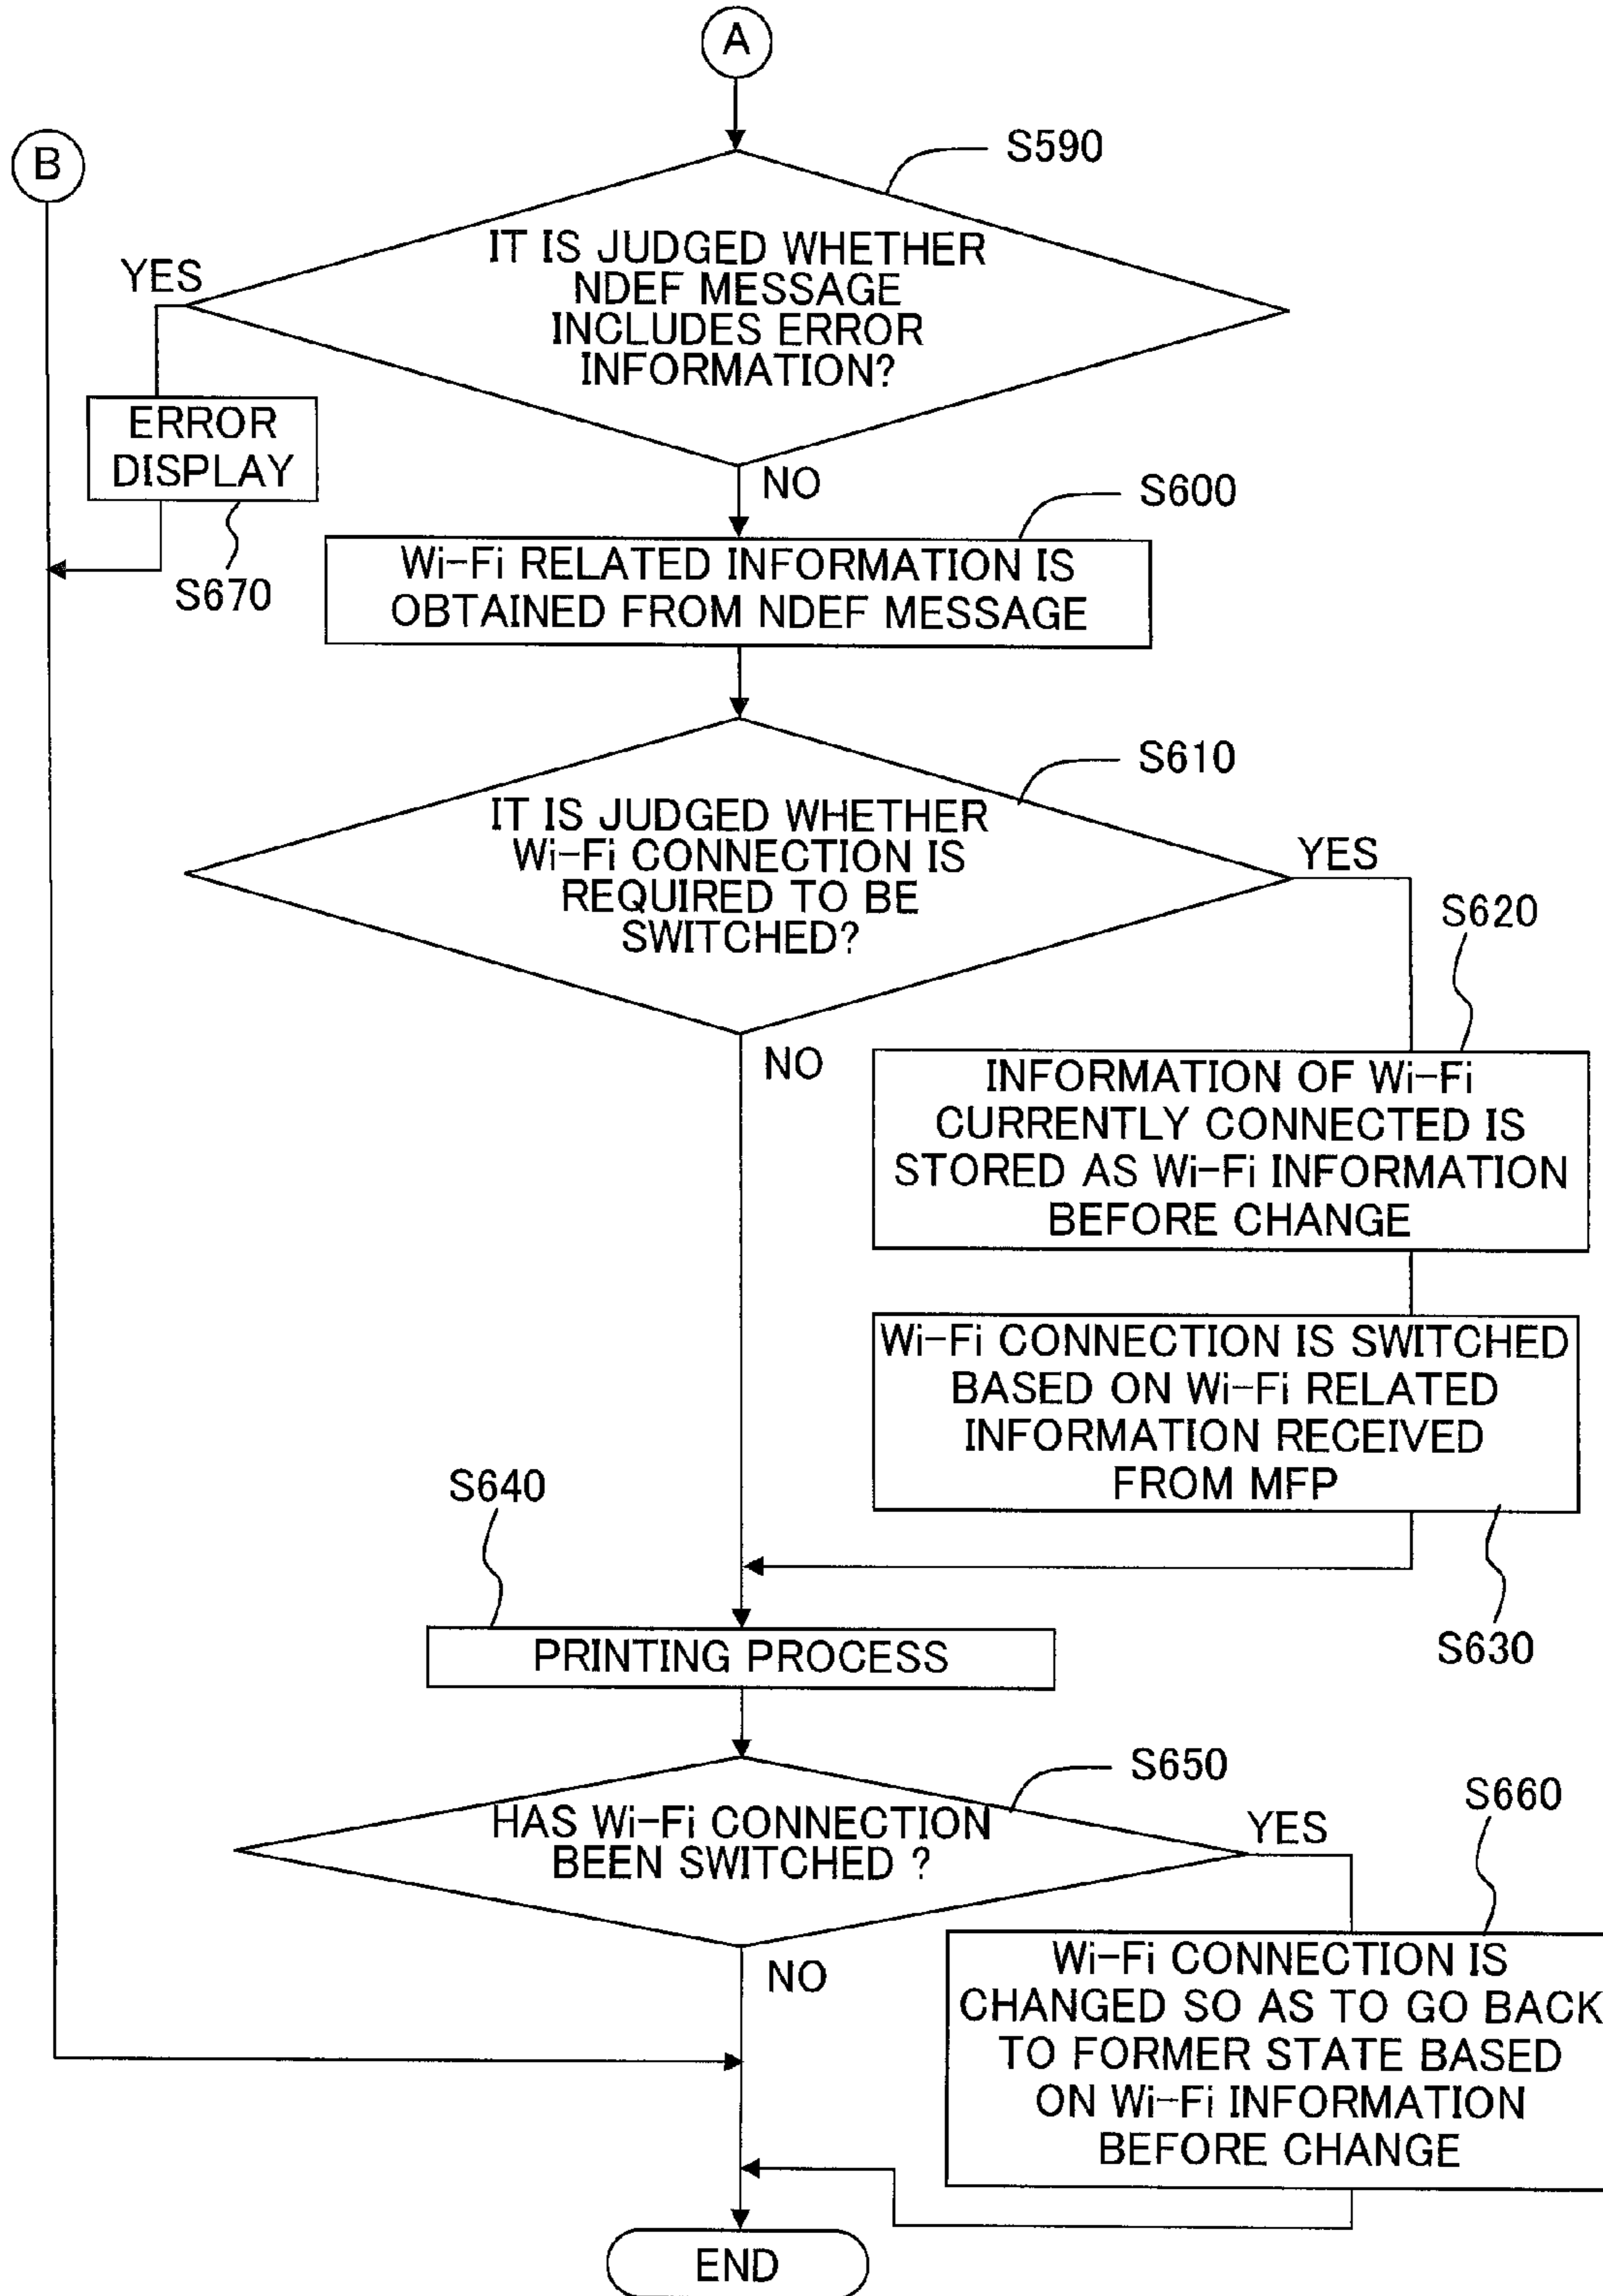 A
B
S590
IT IS JUDGED WHETHER
NDEF MESSAGE
INCLUDES ERROR
INFORMATION?
YES
ERROR
DISPLAY
NO
S670
S600
Wi-Fi RELATED INFORMATION IS
OBTAINED FROM NDEF MESSAGE
S610
IT IS JUDGED WHETHER
Wi-Fi CONNECTION IS
REQUIRED TO BE
SWITCHED?
YES
S620
NO
INFORMATION OF Wi-Fi
CURRENTLY CONNECTED IS
STORED AS Wi-Fi INFORMATION
BEFORE CHANGE
Wi-Fi CONNECTION IS SWITCHED
BASED ON Wi-Fi RELATED
INFORMATION RECEIVED
FROM MFP
S630
S640
PRINTING PROCESS
S650
HAS Wi-Fi CONNECTION
BEEN SWITCHED ?
YES
S660
NO
Wi-Fi CONNECTION IS
CHANGED SO AS TO GO BACK
TO FORMER STATE BASED
ON Wi-Fi INFORMATION
BEFORE CHANGE
END